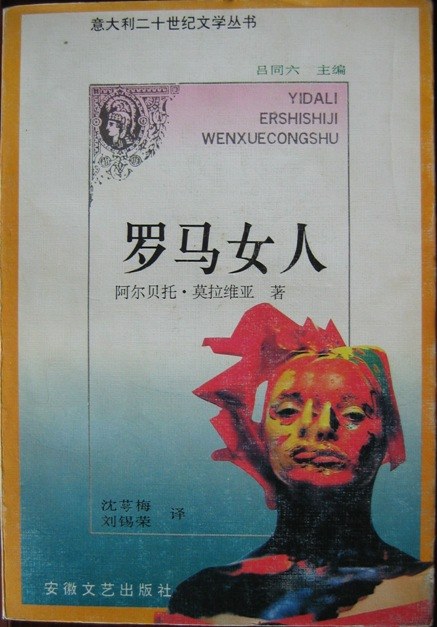 意大利二十世纪文学丛书
吕同六 主编
YIDALI
ERSHISHIJI
WENXUECONGSHU
罗马女人
阿尔贝托·莫拉维亚 著
沈萼梅
刘锡荣 译
安徽文艺出版社